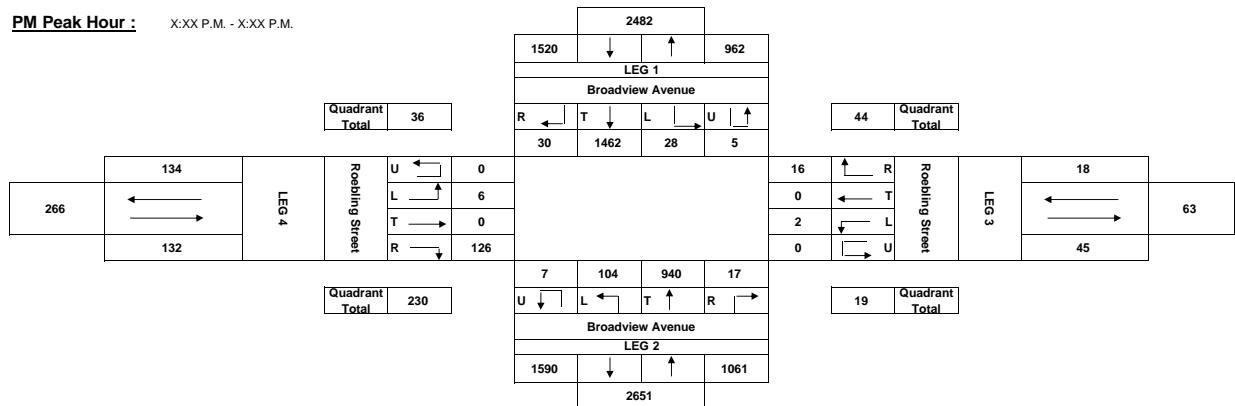 PM Peak Hour : X:XX P.M. - X:XX P.M.
2482
1520 962
LEG 1
Broadview Avenue
Quadrant Total 36
R T L U
44 Quadrant Total
30 1462 28 5
134
266
132
LEG 4
Roebling Street
U 0
L 6
T 0
R 126
16 R
0 T
2 L
0 U
Roebling Street
LEG 3
18
63
45
7 104 940 17
Quadrant Total 230
U L T R
19 Quadrant Total
Broadview Avenue
LEG 2
1590 1061
2651